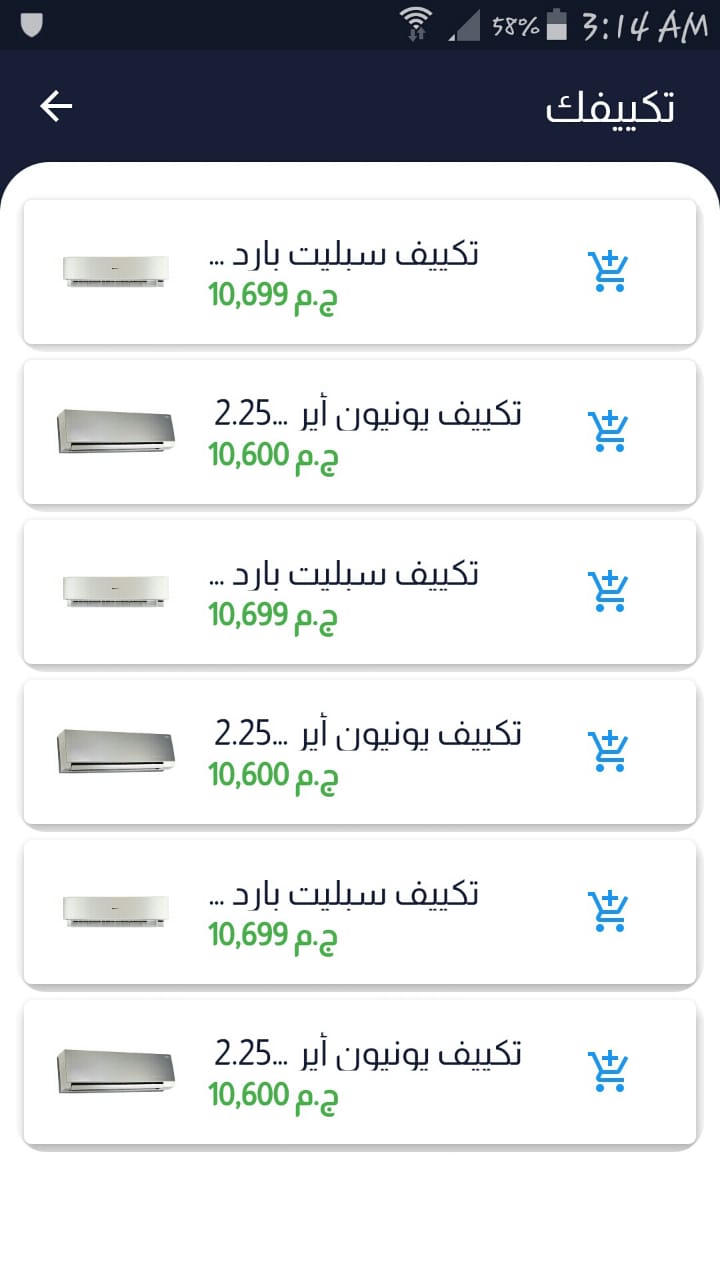 58% 3:14 AM
تكييفك
تكييف سبليت بارد ...
10,699 ج.م
تكييف يونيون أير ...2.25
10,600 ج.م
تكييف سبليت بارد ...
10,699 ج.م
تكييف يونيون أير ...2.25
10,600 ج.م
تكييف سبليت بارد ...
10,699 ج.م
تكييف يونيون أير ...2.25
10,600 ج.م